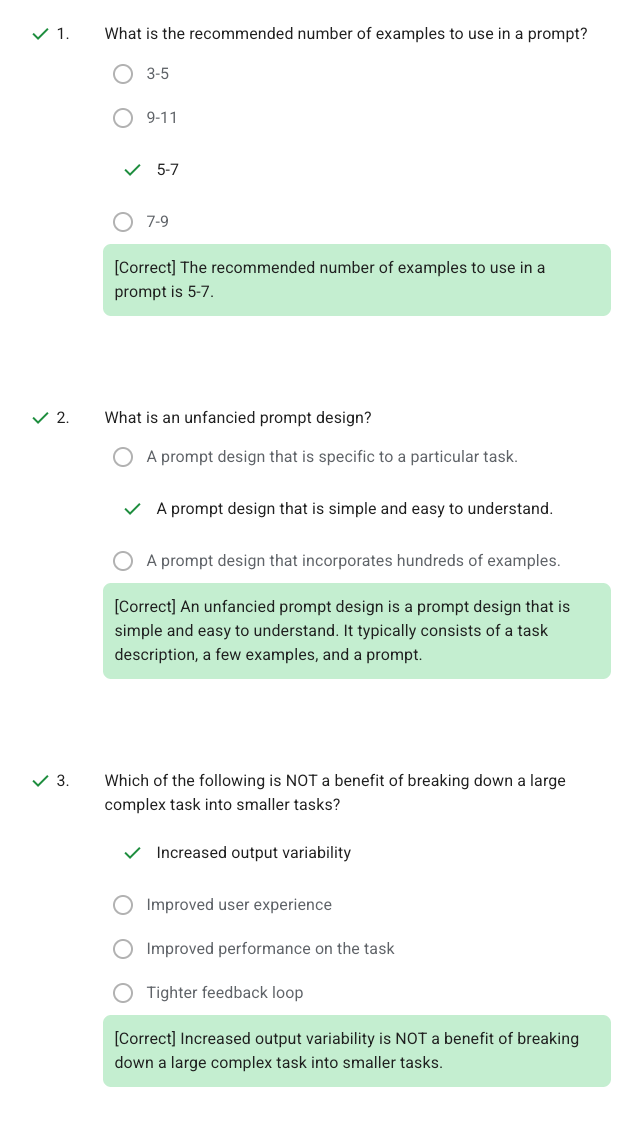 1. What is the recommended number of examples to use in a prompt?
3-5
9-11
5-7
7-9
[Correct] The recommended number of examples to use in a
prompt is 5-7.
2. What is an unfancied prompt design?
A prompt design that is specific to a particular task.
A prompt design that is simple and easy to understand.
A prompt design that incorporates hundreds of examples.
[Correct] An unfancied prompt design is a prompt design that is
simple and easy to understand. It typically consists of a task
description, a few examples, and a prompt.
3. Which of the following is NOT a benefit of breaking down a large
complex task into smaller tasks?
Increased output variability
Improved user experience
Improved performance on the task
Tighter feedback loop
[Correct] Increased output variability is NOT a benefit of breaking
down a large complex task into smaller tasks.